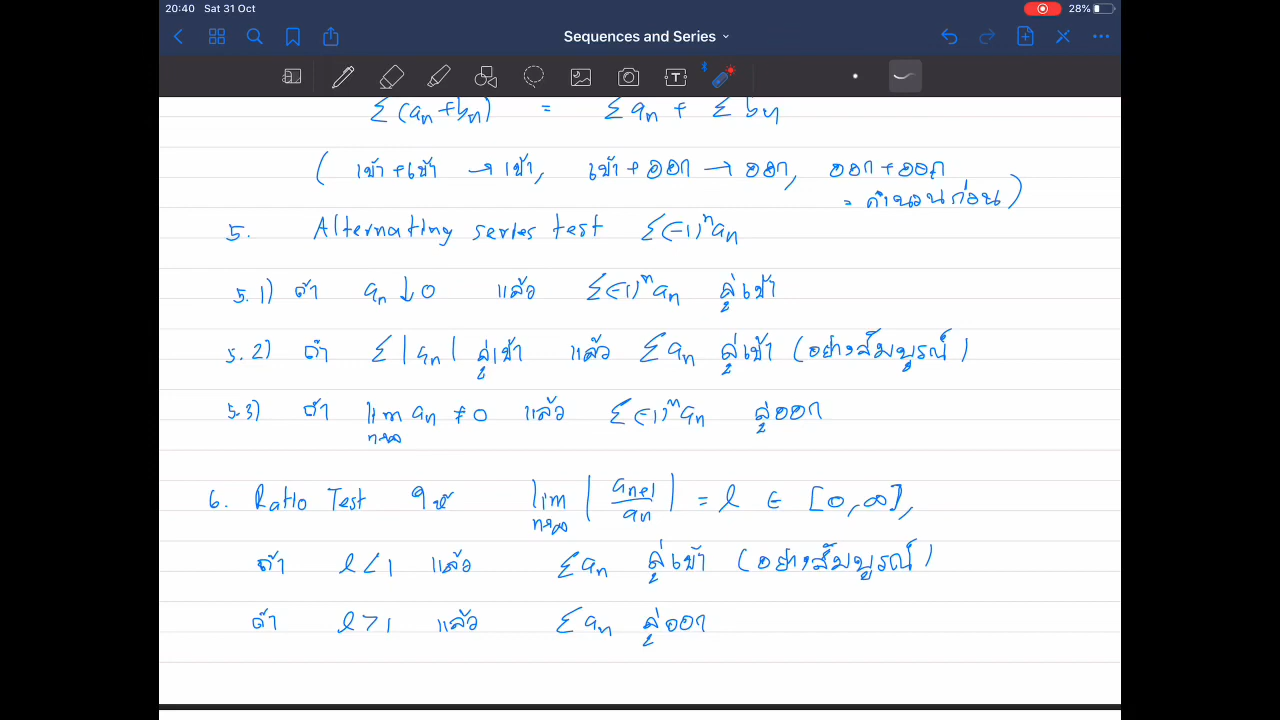 20:40 Sat 31 Oct 28%
Sequences and Series
T
Σ(aₙ+bₙ) = Σaₙ + Σbₙ
(เข้า+เข้า → เข้า, เข้า+ออก → ออก, ออก+ออก
= คำนวนก่อน)
5. Alternating series test Σ(-1)ⁿaₙ
5.1) ถ้า aₙ↓0 แล้ว Σ(-1)ⁿaₙ ลู่เข้า
5.2) ถ้า Σ|aₙ| ลู่เข้า แล้ว Σaₙ ลู่เข้า (อย่างสัมบูรณ์)
5.3) ถ้า lim n→∞ aₙ ≠ 0 แล้ว Σ(-1)ⁿaₙ ลู่ออก
6. Ratio Test ให้ lim n→∞ |aₙ₊₁/aₙ| = l ∈ [0,∞],
ถ้า l<1 แล้ว Σaₙ ลู่เข้า (อย่างสัมบูรณ์)
ถ้า l>1 แล้ว Σaₙ ลู่ออก